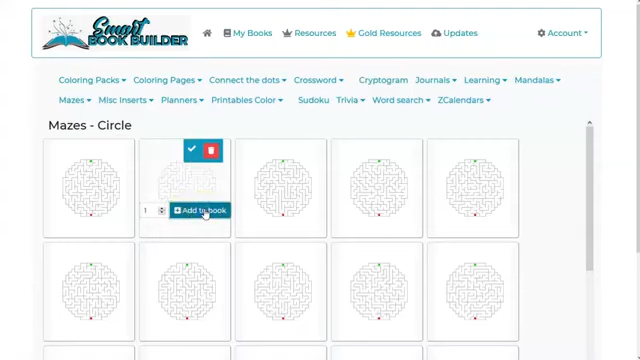 Smart
BOOK BUILDER
My Books Resources Gold Resources Updates Account
Coloring Packs Coloring Pages Connect the dots Crossword Cryptogram Journals Learning Mandalas
Mazes Misc Inserts Planners Printables Color Sudoku Trivia Word search ZCalendars
Mazes - Circle
1 Add to book